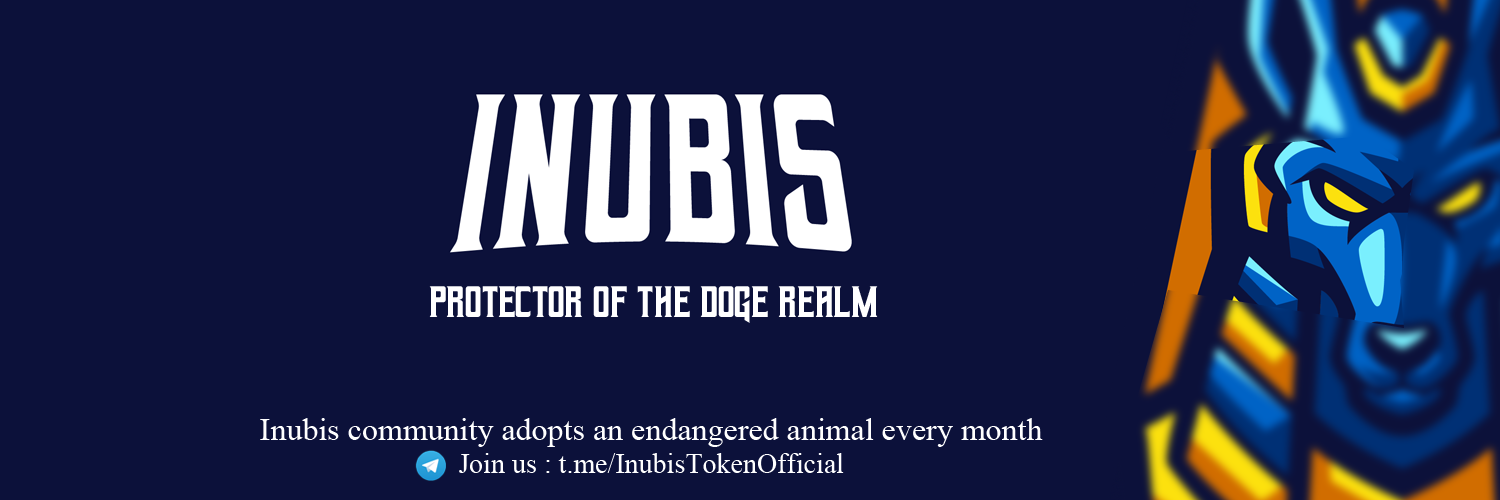 INUBIS
PROTECTOR OF THE DOGE REALM
Inubis community adopts an endangered animal every month
Join us : t.me/InubisTokenOfficial